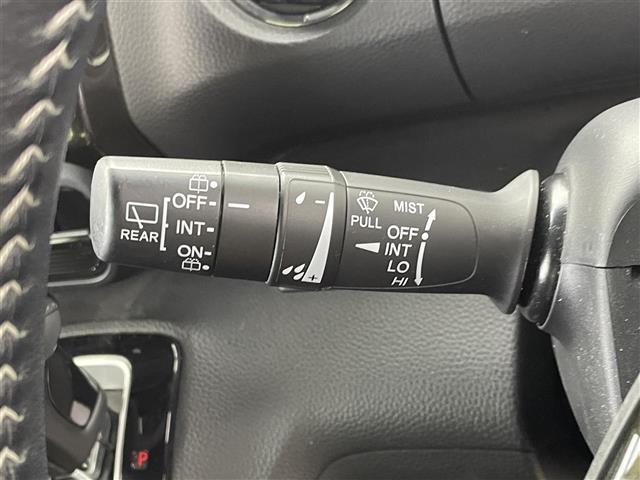 OFF
INT
ON
REAR
− +
PULL
MIST
OFF
INT
LO
HI
P